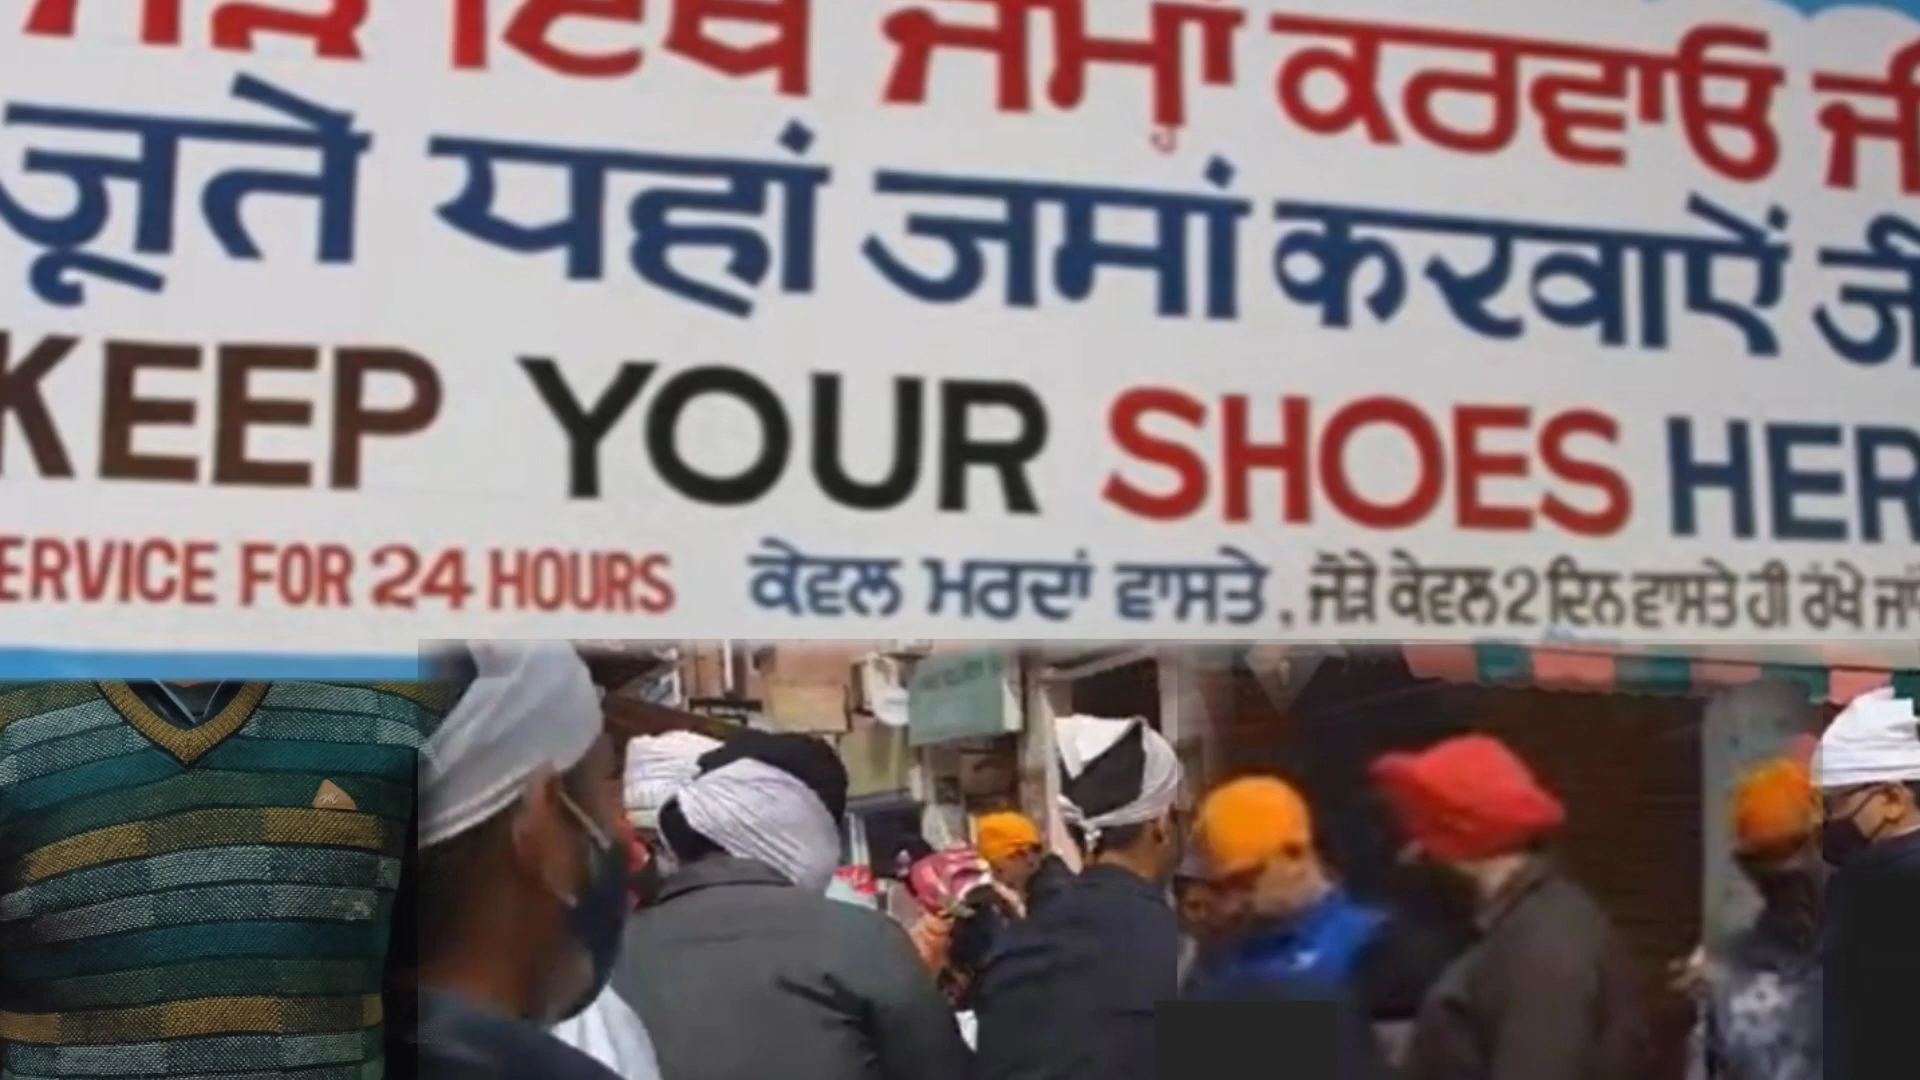 ਜੋੜੇ ਇਥੇ ਜਮ੍ਹਾਂ ਕਰਵਾਓ ਜੀ
जूते यहां जमां करवाऐं जी
KEEP YOUR SHOES HER
ERVICE FOR 24 HOURS ਕੇਵਲ ਮਰਦਾਂ ਵਾਸਤੇ, ਜੋੜੇ ਕੇਵਲ 2 ਦਿਨ ਵਾਸਤੇ ਹੀ ਰੱਖੇ ਜਾਂ